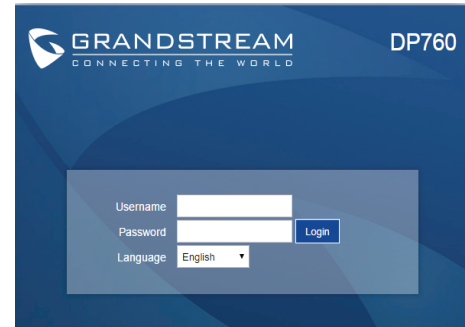 GRANDSTREAM DP760
CONNECTING THE WORLD
Username
Password Login
Language English